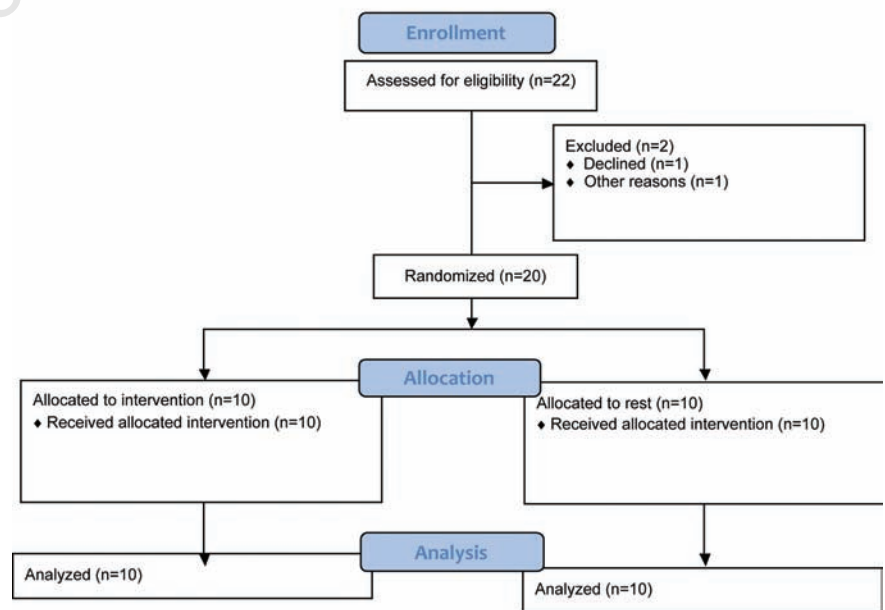 Enrollment
Assessed for eligibility (n=22)
Excluded (n=2)
♦ Declined (n=1)
♦ Other reasons (n=1)
Randomized (n=20)
Allocation
Allocated to intervention (n=10)
♦ Received allocated intervention (n=10)
Allocated to rest (n=10)
♦ Received allocated intervention (n=10)
Analysis
Analyzed (n=10)
Analyzed (n=10)